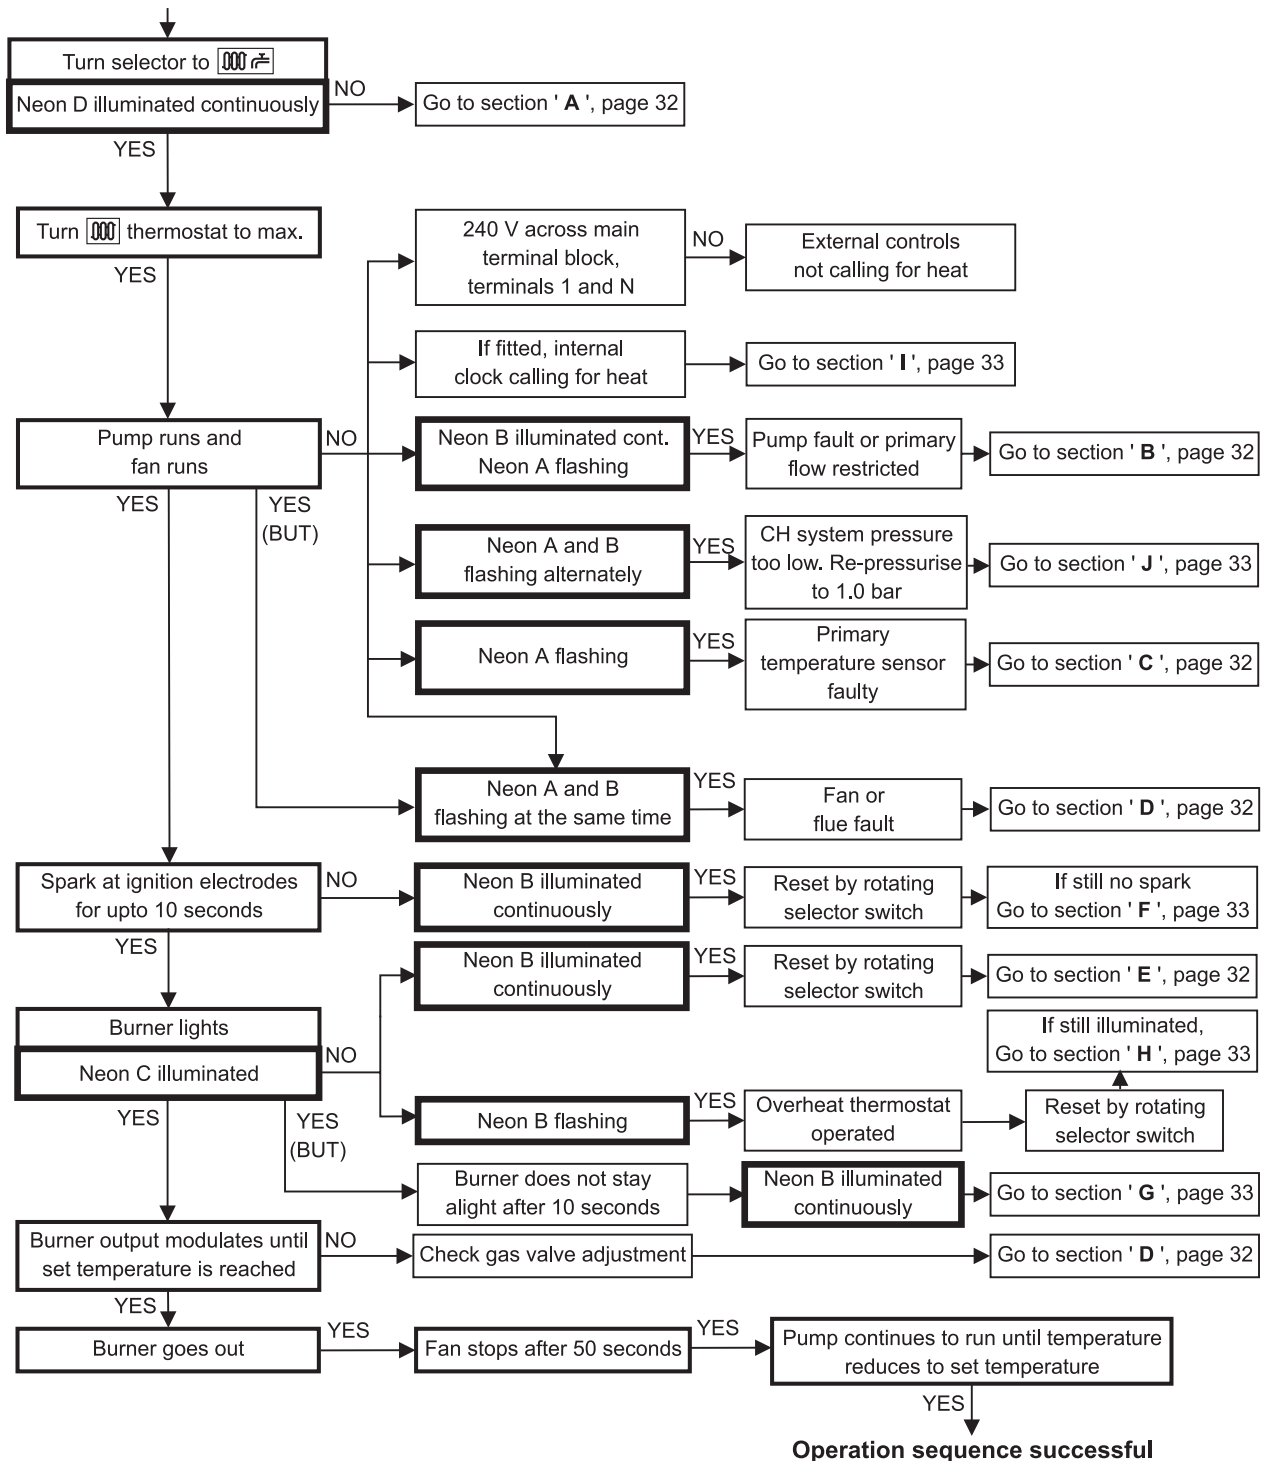 Turn selector to
Neon D illuminated continuously
NO
Go to section ' A ', page 32
YES
Turn thermostat to max.
YES
240 V across main
terminal block,
terminals 1 and N
NO
External controls
not calling for heat
If fitted, internal
clock calling for heat
Go to section ' I ', page 33
Pump runs and
fan runs
NO
Neon B illuminated cont.
Neon A flashing
YES
Pump fault or primary
flow restricted
Go to section ' B ', page 32
YES
YES
(BUT)
Neon A and B
flashing alternately
YES
CH system pressure
too low. Re-pressurise
to 1.0 bar
Go to section ' J ', page 33
Neon A flashing
YES
Primary
temperature sensor
faulty
Go to section ' C ', page 32
Neon A and B
flashing at the same time
YES
Fan or
flue fault
Go to section ' D ', page 32
Spark at ignition electrodes
for upto 10 seconds
NO
Neon B illuminated
continuously
YES
Reset by rotating
selector switch
If still no spark
Go to section ' F ', page 33
YES
Neon B illuminated
continuously
YES
Reset by rotating
selector switch
Go to section ' E ', page 32
Burner lights
Neon C illuminated
NO
If still illuminated,
Go to section ' H ', page 33
Neon B flashing
YES
Overheat thermostat
operated
Reset by rotating
selector switch
YES
YES
(BUT)
Burner does not stay
alight after 10 seconds
Neon B illuminated
continuously
Go to section ' G ', page 33
Burner output modulates until
set temperature is reached
NO
Check gas valve adjustment
Go to section ' D ', page 32
YES
Burner goes out
YES
Fan stops after 50 seconds
YES
Pump continues to run until temperature
reduces to set temperature
YES
Operation sequence successful